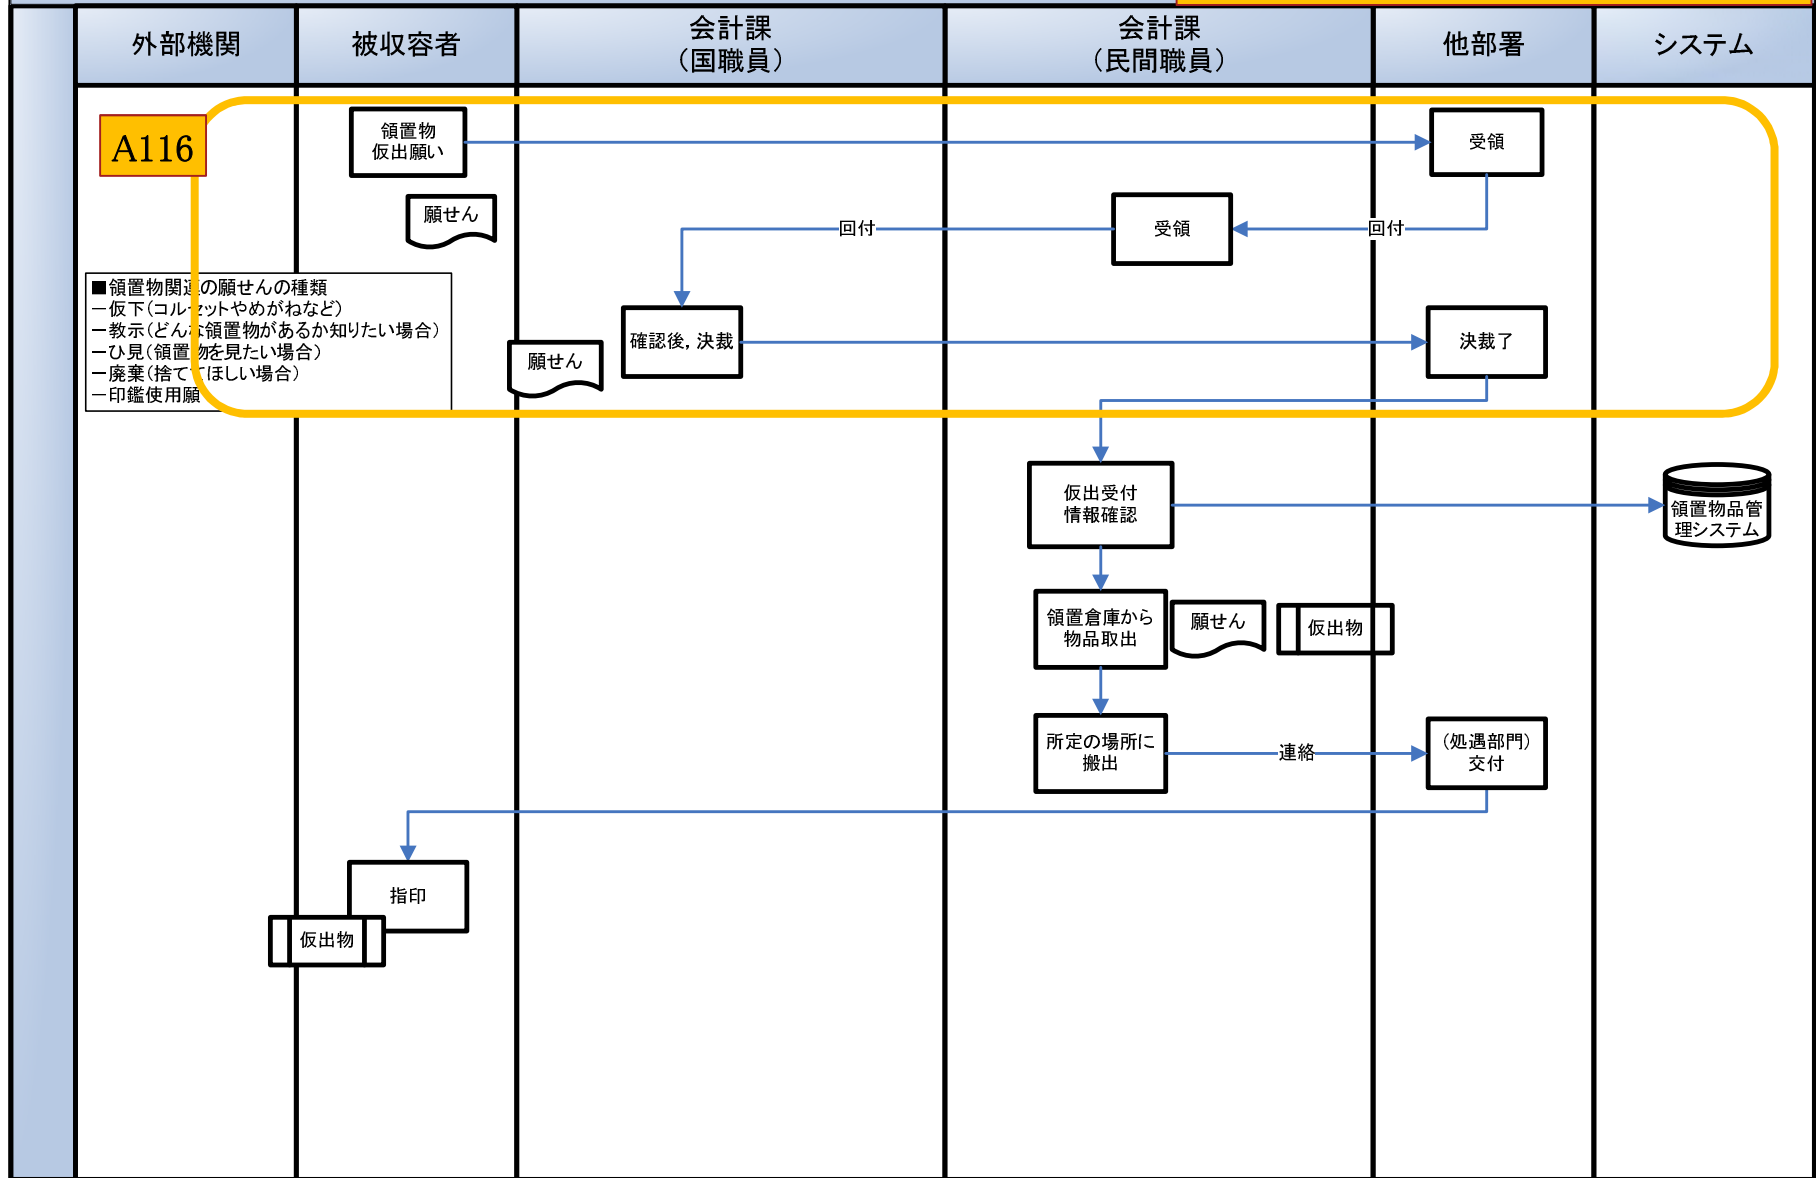 外部機関
被収容者
会計課
（国職員）
会計課
（民間職員）
他部署
システム
A116
領置物
仮出願い
受領
願せん
受領
回付
回付
■領置物関連の願せんの種類
－仮下（コルセットやめがねなど）
－教示（どんな領置物があるか知りたい場合）
－ひ見（領置物を見たい場合）
－廃棄（捨ててほしい場合）
－印鑑使用願
願せん
確認後，決裁
決裁了
仮出受付
情報確認
領置物品管
理システム
領置倉庫から
物品取出
願せん
仮出物
所定の場所に
搬出
連絡
（処遇部門）
交付
指印
仮出物